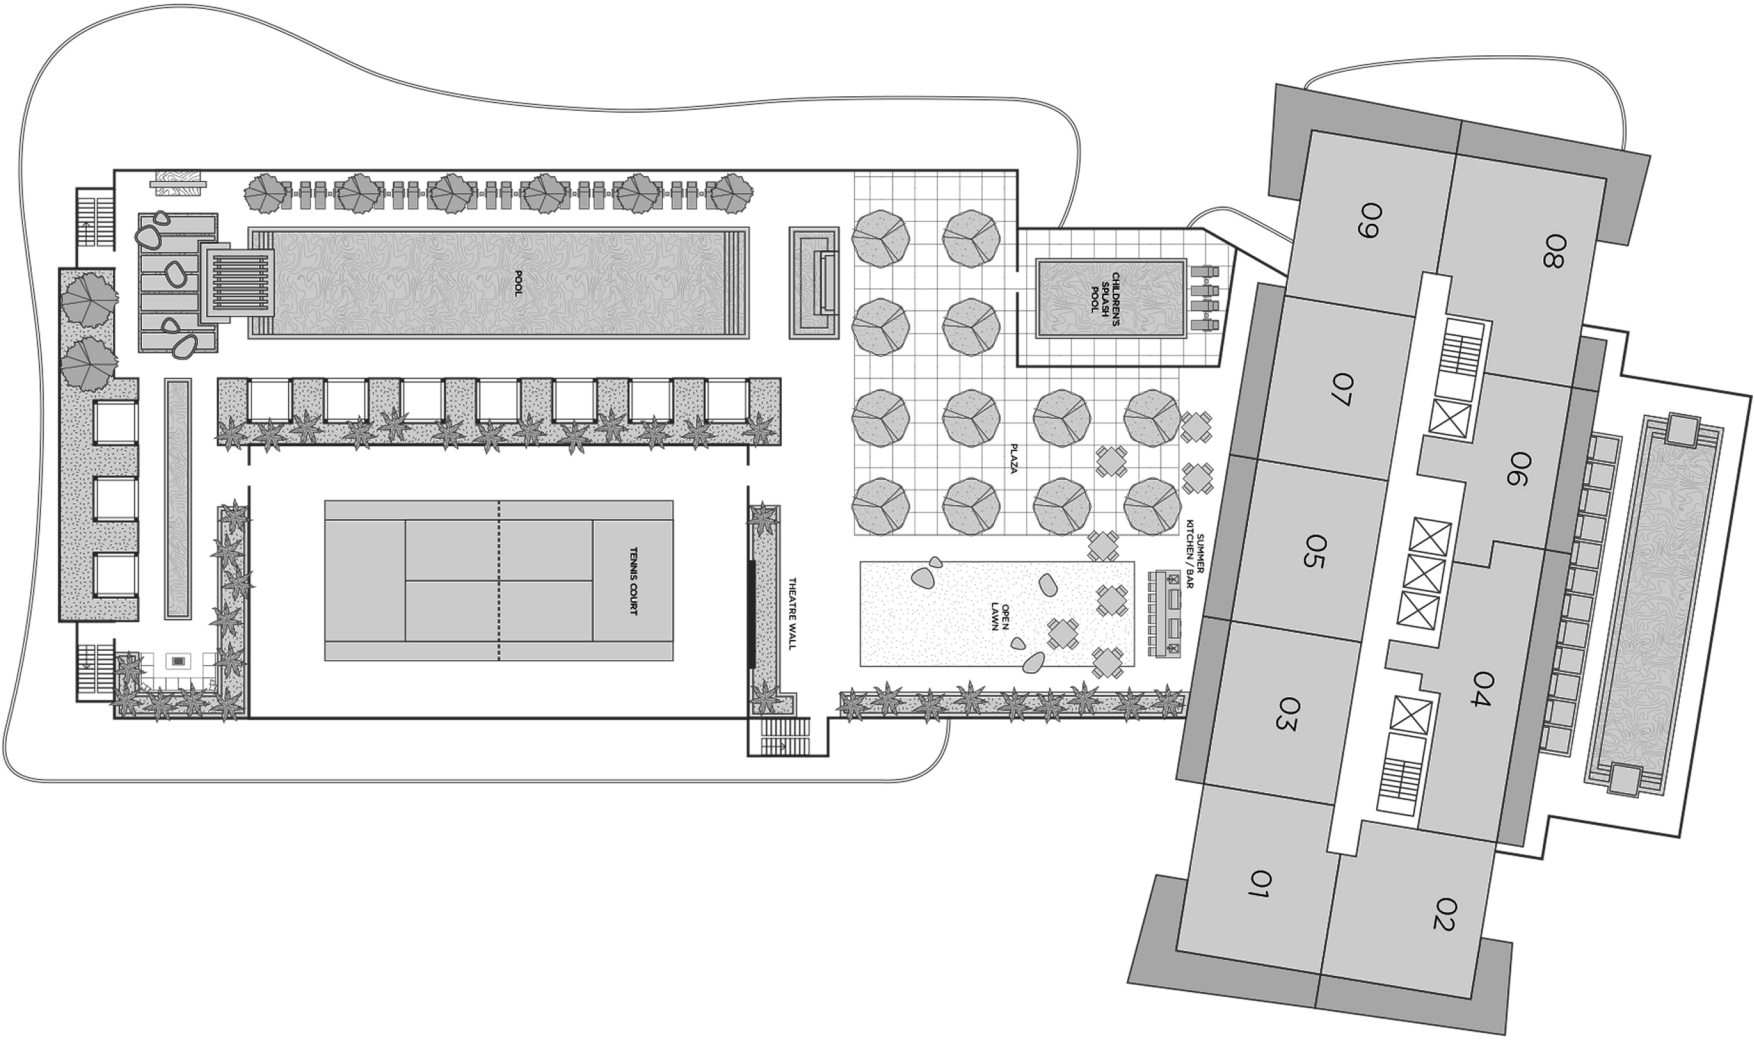 POOL
CHILDREN'S
SPLASH
POOL
PLAZA
SUMMER
KITCHEN / BAR
OPEN
LAWN
TENNIS COURT
THEATRE WALL
09
08
07
06
05
04
03
02
01